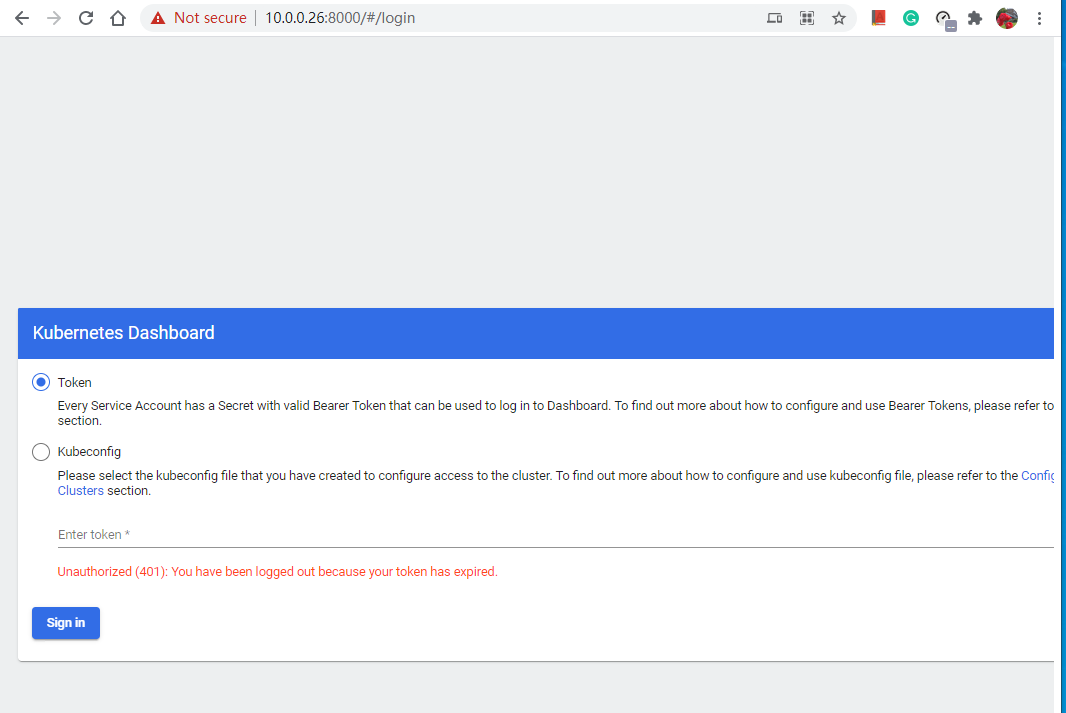 Not secure 10.0.0.26:8000/#/login
Kubernetes Dashboard
Token
Every Service Account has a Secret with valid Bearer Token that can be used to log in to Dashboard. To find out more about how to configure and use Bearer Tokens, please refer to
section.
Kubeconfig
Please select the kubeconfig file that you have created to configure access to the cluster. To find out more about how to configure and use kubeconfig file, please refer to the Config
Clusters section.
Enter token *
Unauthorized (401): You have been logged out because your token has expired.
Sign in